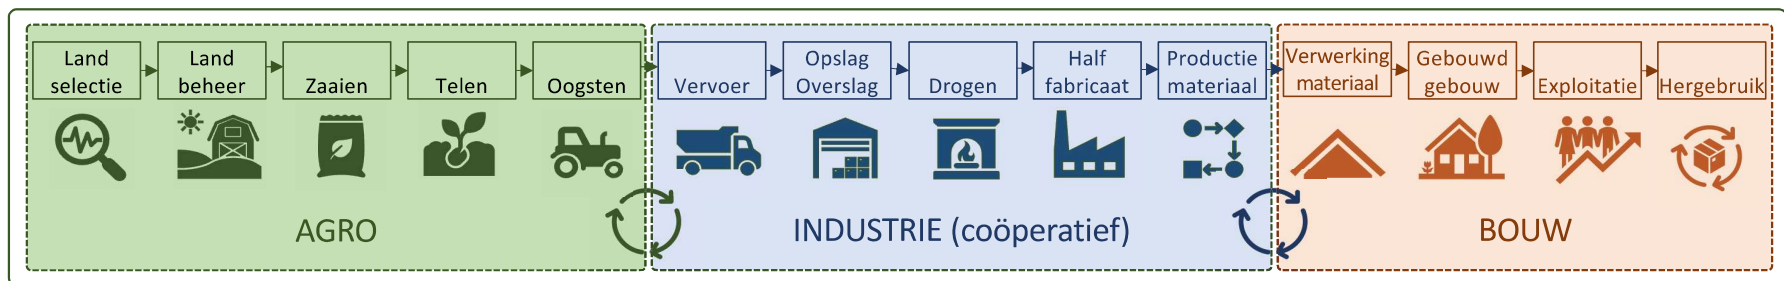 Land
selectie
Land
beheer
Zaaien
Telen
Oogsten
Vervoer
Opslag
Overslag
Drogen
Half
fabricaat
Productie
materiaal
Verwerking
materiaal
Gebouwd
gebouw
Exploitatie
Hergebruik
AGRO
INDUSTRIE (coöperatief)
BOUW